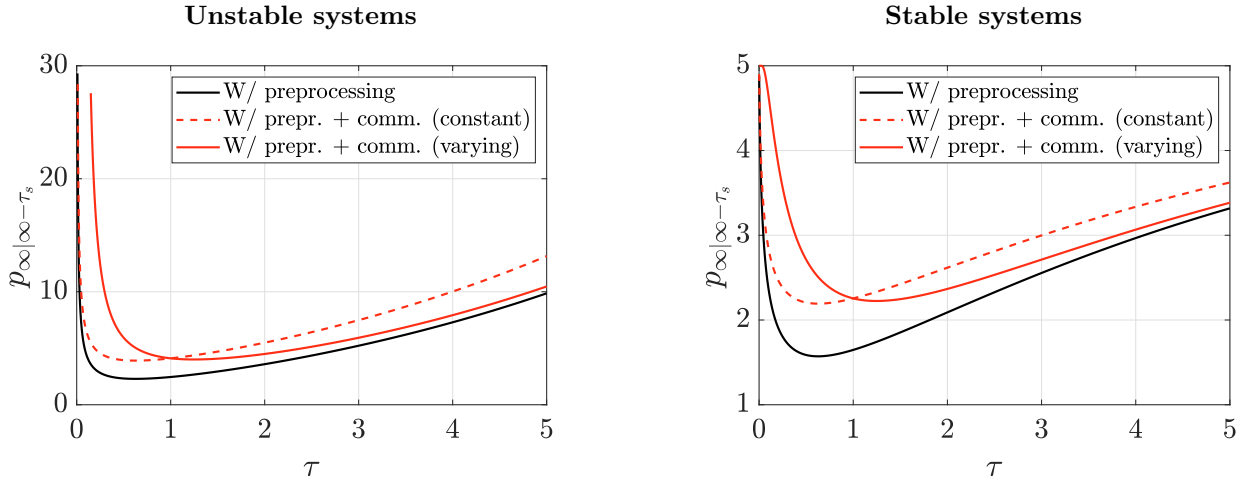 Unstable systems
30
20
10
0
0 1 2 3 4 5
p∞|∞−τs
τ
W/ preprocessing
W/ prepr. + comm. (constant)
W/ prepr. + comm. (varying)
Stable systems
5
4
3
2
1
0 1 2 3 4 5
p∞|∞−τs
τ
W/ preprocessing
W/ prepr. + comm. (constant)
W/ prepr. + comm. (varying)